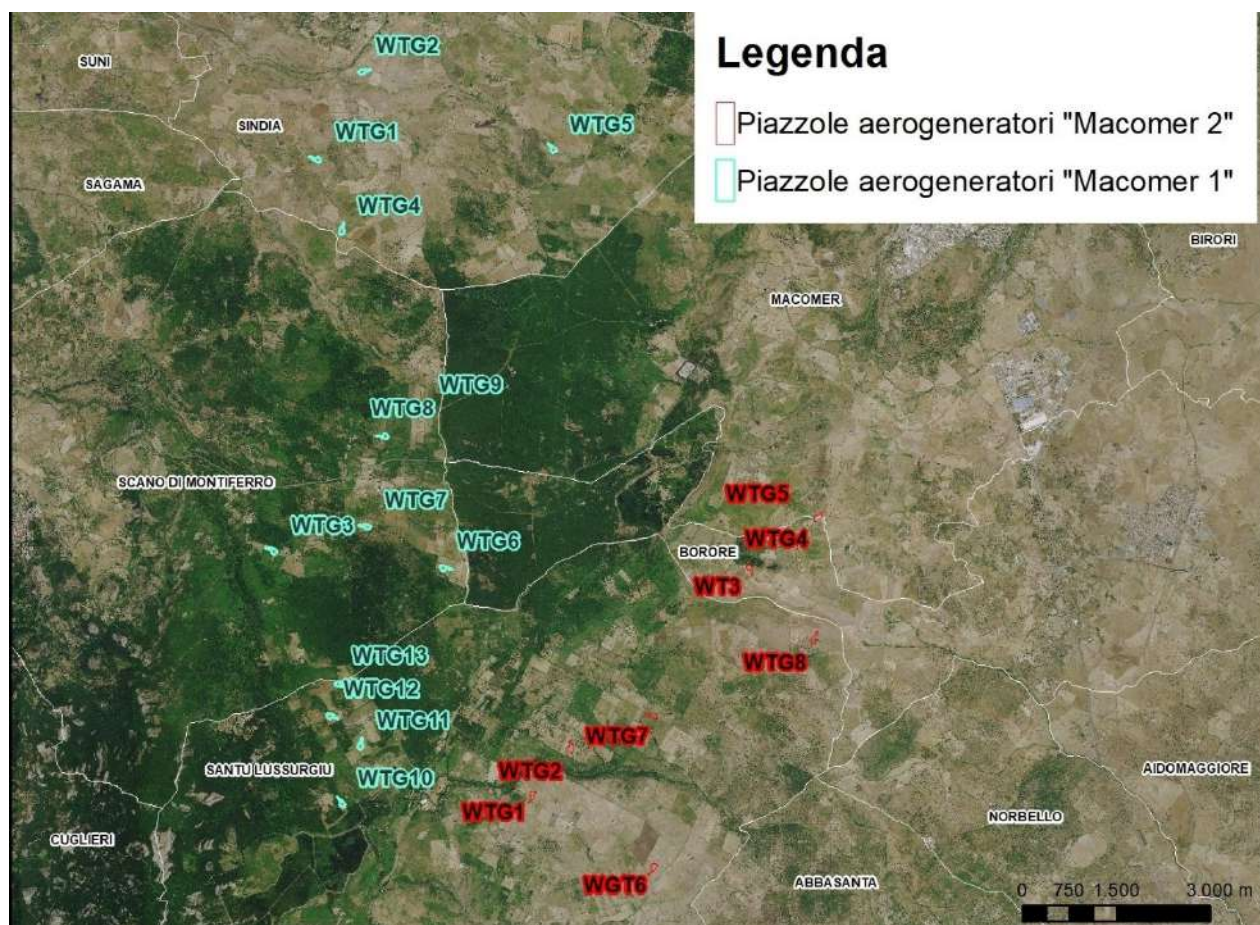 Legenda
Piazzole aerogeneratori "Macomer 2"
Piazzole aerogeneratori "Macomer 1"
WTG2
SUNI
SINDIA
WTG1
WTG5
SAGAMA
WTG4
BIRORI
MACOMER
WTG9
WTG8
SCANO DI MONTIFERRO
WTG7
WTG5
WTG3
WTG6
WTG4
BORORE
WT3
WTG13
WTG8
WTG12
WTG11
WTG7
SANTU LUSSURGIU
WTG10
WTG2
AIDOMAGGIORE
WTG1
NORBELLO
CUGLIERI
WGT6
ABBASANTA
0 750 1.500 3.000 m